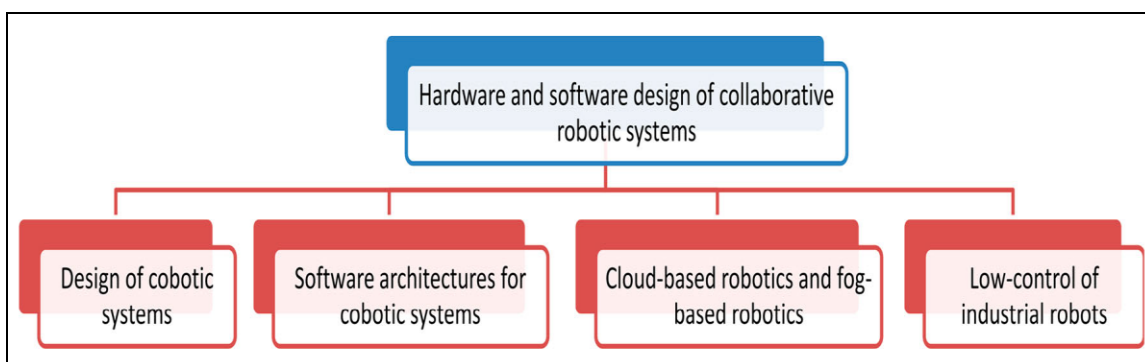 Hardware and software design of collaborative
robotic systems
Design of cobotic
systems
Software architectures for
cobotic systems
Cloud-based robotics and fog-
based robotics
Low-control of
industrial robots